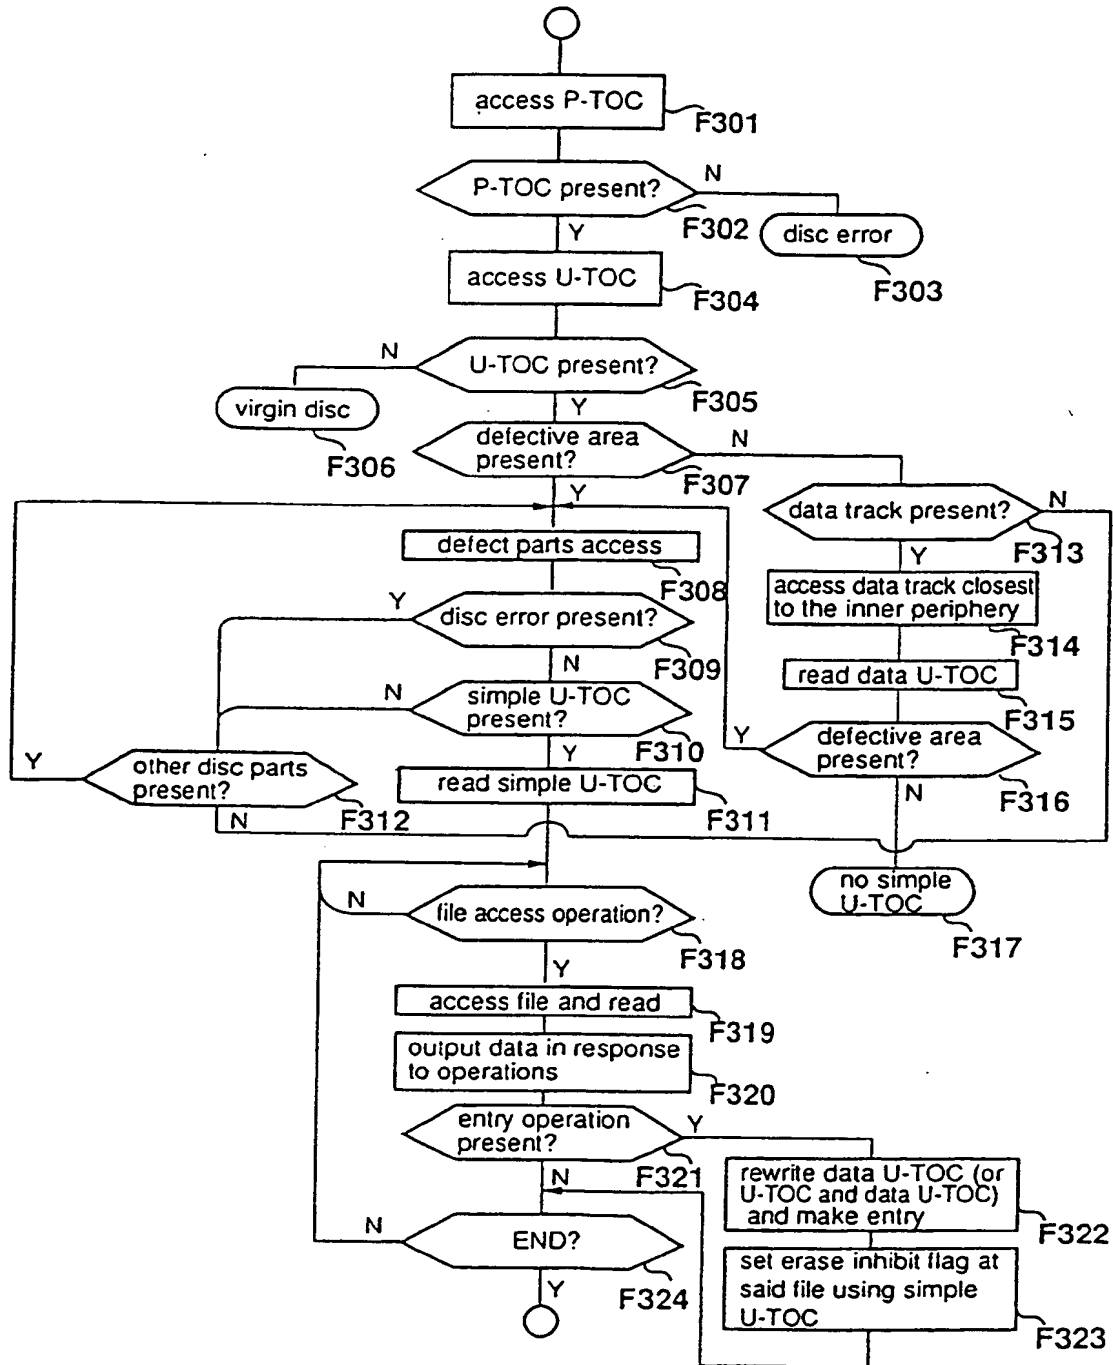 access P-TOC
F301
P-TOC present?
N
F302
Y
disc error
F303
access U-TOC
F304
N
U-TOC present?
F305
virgin disc
F306
Y
defective area
present?
N
F307
Y
data track present?
N
F313
defect parts access
F308
Y
access data track closest
to the inner periphery
F314
Y
disc error present?
F309
N
read data U-TOC
F315
N
simple U-TOC
present?
F310
Y
defective area
present?
F316
Y
Y
other disc parts
present?
F312
N
read simple U-TOC
F311
N
no simple
U-TOC
F317
N
file access operation?
F318
Y
access file and read
F319
output data in response
to operations
F320
entry operation
present?
Y
F321
N
rewrite data U-TOC (or
U-TOC and data U-TOC)
and make entry
F322
N
END?
F324
Y
set erase inhibit flag at
said file using simple
U-TOC
F323